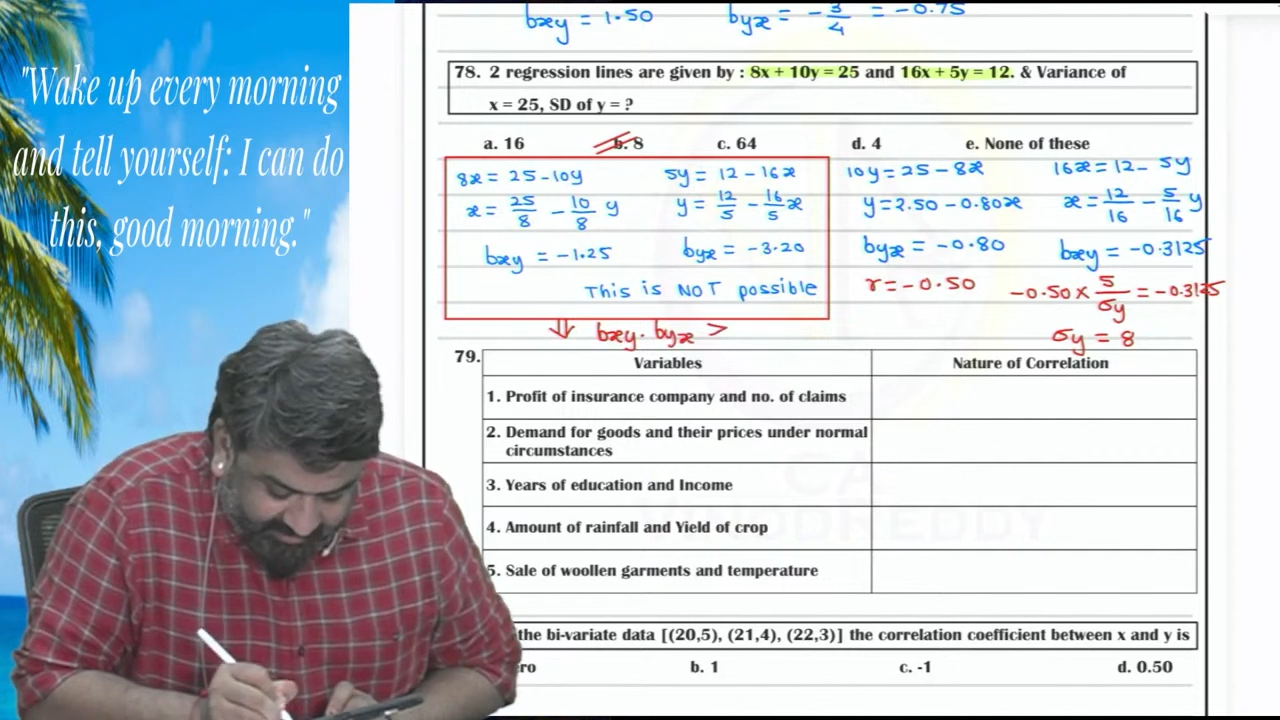 "Wake up every morning
and tell yourself: I can do
this, good morning."
bxy = 1.50 byx = -3/4 = -0.75
78. 2 regression lines are given by : 8x + 10y = 25 and 16x + 5y = 12. & Variance of
x = 25, SD of y = ?
a. 16 b. 8 c. 64 d. 4 e. None of these
8x = 25 - 10y 5y = 12 - 16x 10y = 25 - 8x 16x = 12 - 5y
x = 25/8 - 10/8 y y = 12/5 - 16/5 x y = 2.50 - 0.80x x = 12/16 - 5/16 y
bxy = -1.25 byx = -3.20 byx = -0.80 bxy = -0.3125
This is NOT possible r = -0.50 -0.50 × 5/σy = -0.3125
⇓ bxy. byx > σy = 8
79. Variables Nature of Correlation
1. Profit of insurance company and no. of claims
2. Demand for goods and their prices under normal
circumstances
3. Years of education and Income
4. Amount of rainfall and Yield of crop
5. Sale of woollen garments and temperature
CA
VINODREDDY
the bi-variate data [(20,5), (21,4), (22,3)] the correlation coefficient between x and y is
ro b. 1 c. -1 d. 0.50